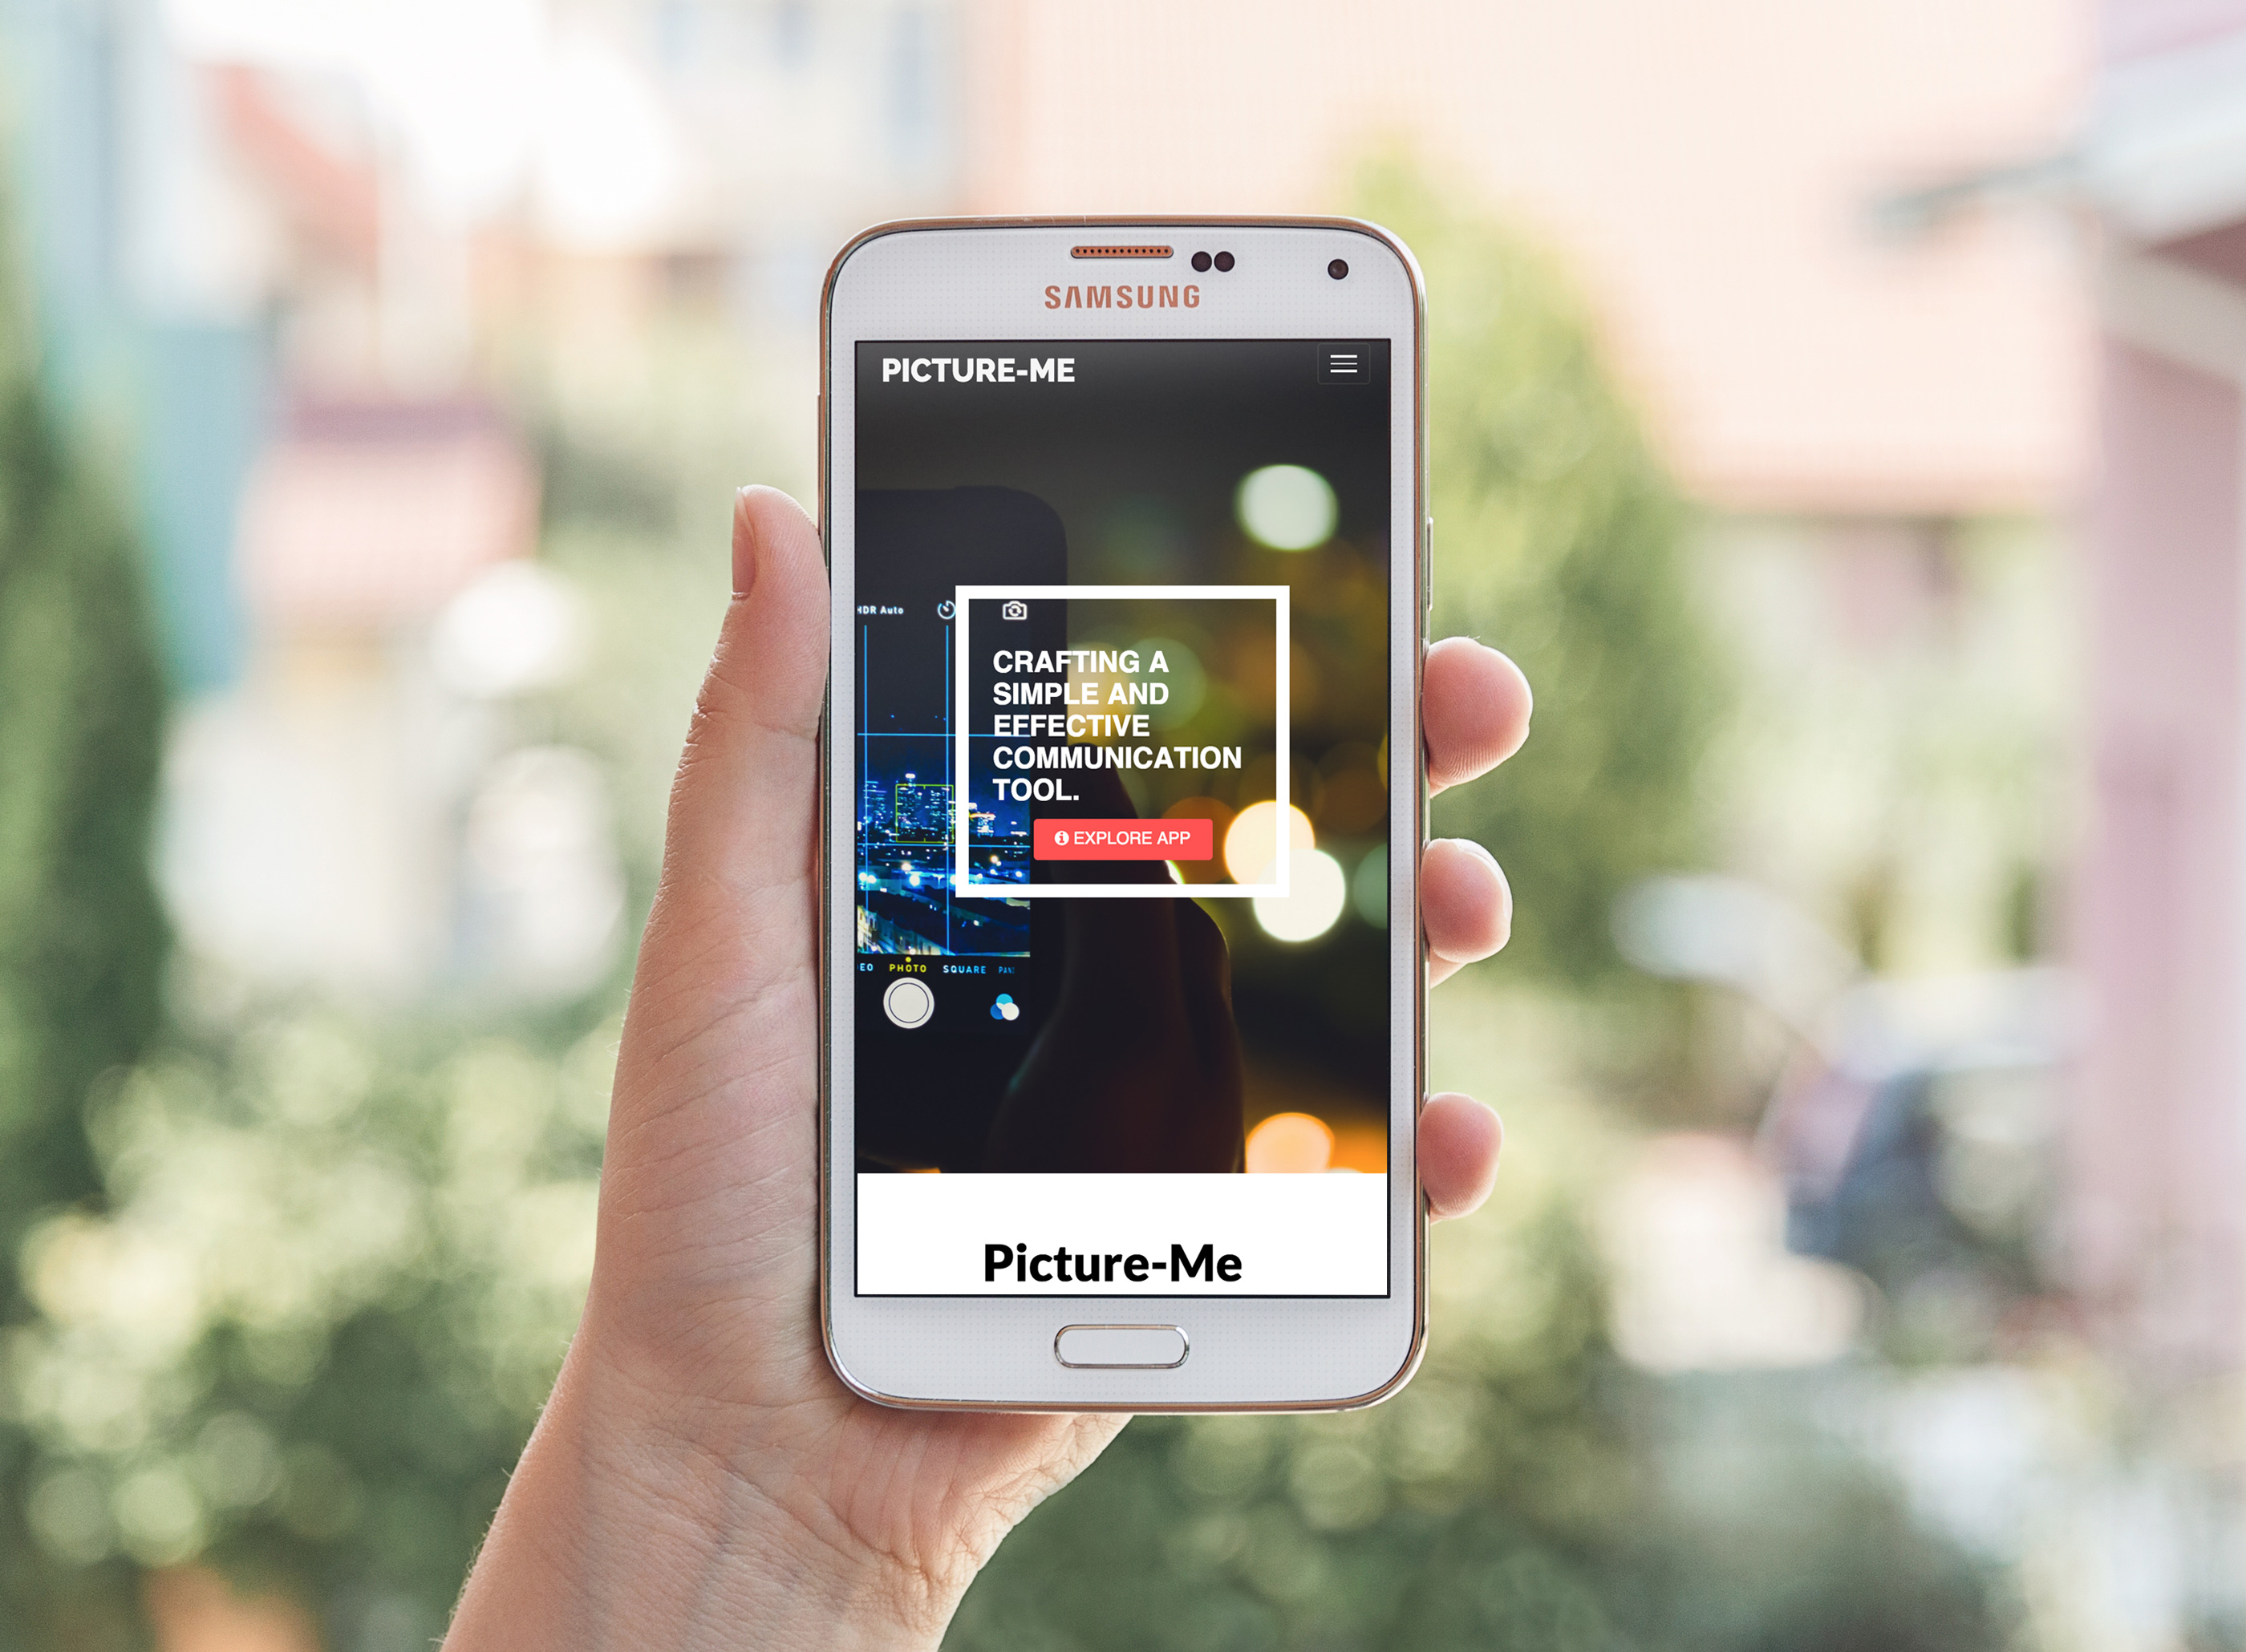 SAMSUNG
PICTURE-ME
HDR Auto
CRAFTING A
SIMPLE AND
EFFECTIVE
COMMUNICATION
TOOL.
EXPLORE APP
EO PHOTO SQUARE PAN
Picture-Me